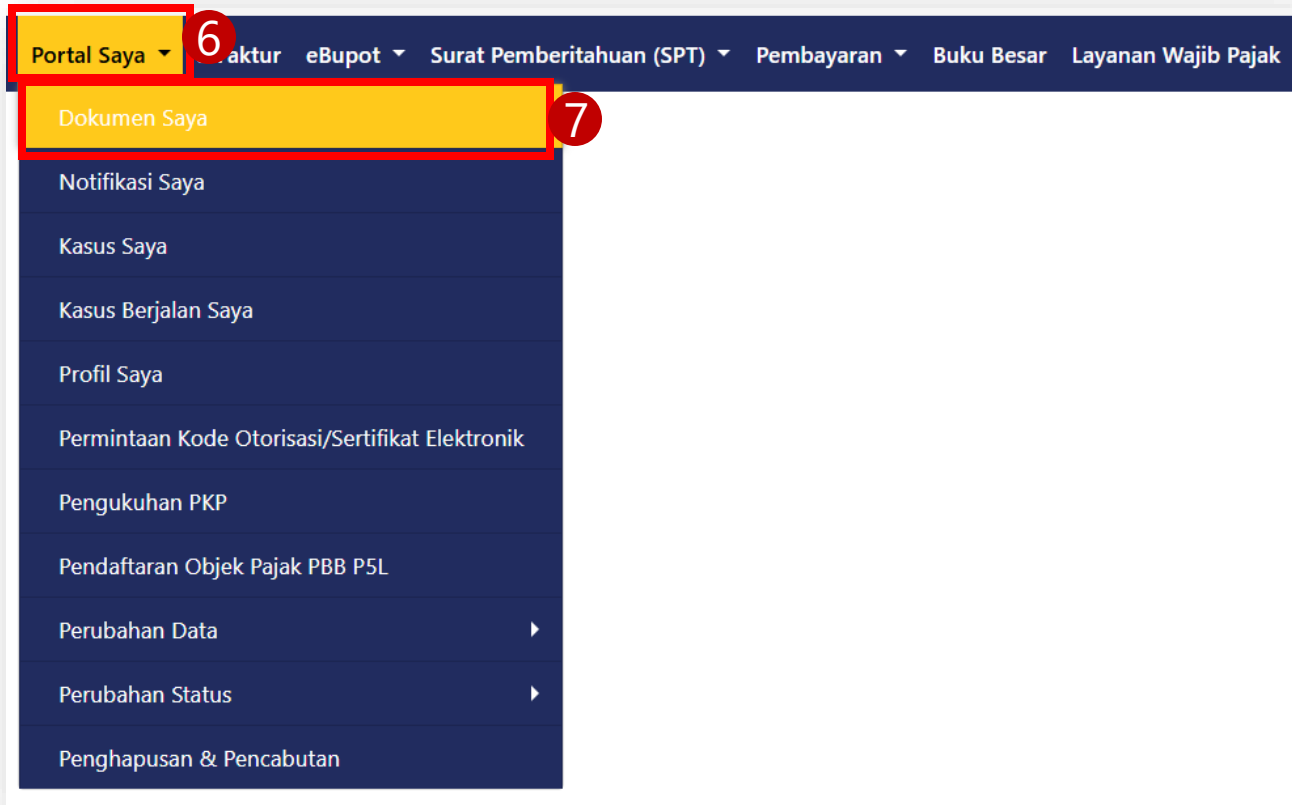 Portal Saya
6
aktur
eBupot
Surat Pemberitahuan (SPT)
Pembayaran
Buku Besar
Layanan Wajib Pajak
Dokumen Saya
7
Notifikasi Saya
Kasus Saya
Kasus Berjalan Saya
Profil Saya
Permintaan Kode Otorisasi/Sertifikat Elektronik
Pengukuhan PKP
Pendaftaran Objek Pajak PBB P5L
Perubahan Data
Perubahan Status
Penghapusan & Pencabutan